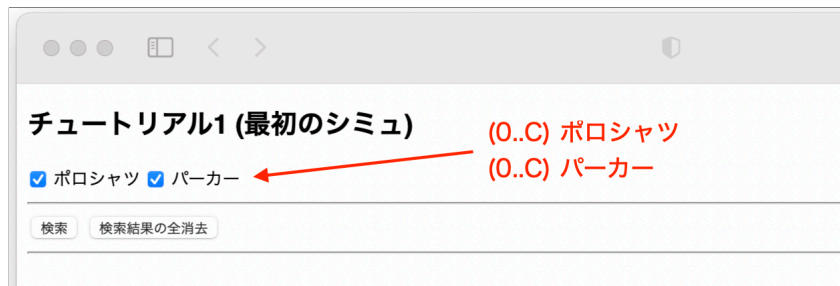 チュートリアル1 (最初のシミュ)
(0..C) ポロシャツ
(0..C) パーカー
ポロシャツ パーカー
検索 検索結果の全消去